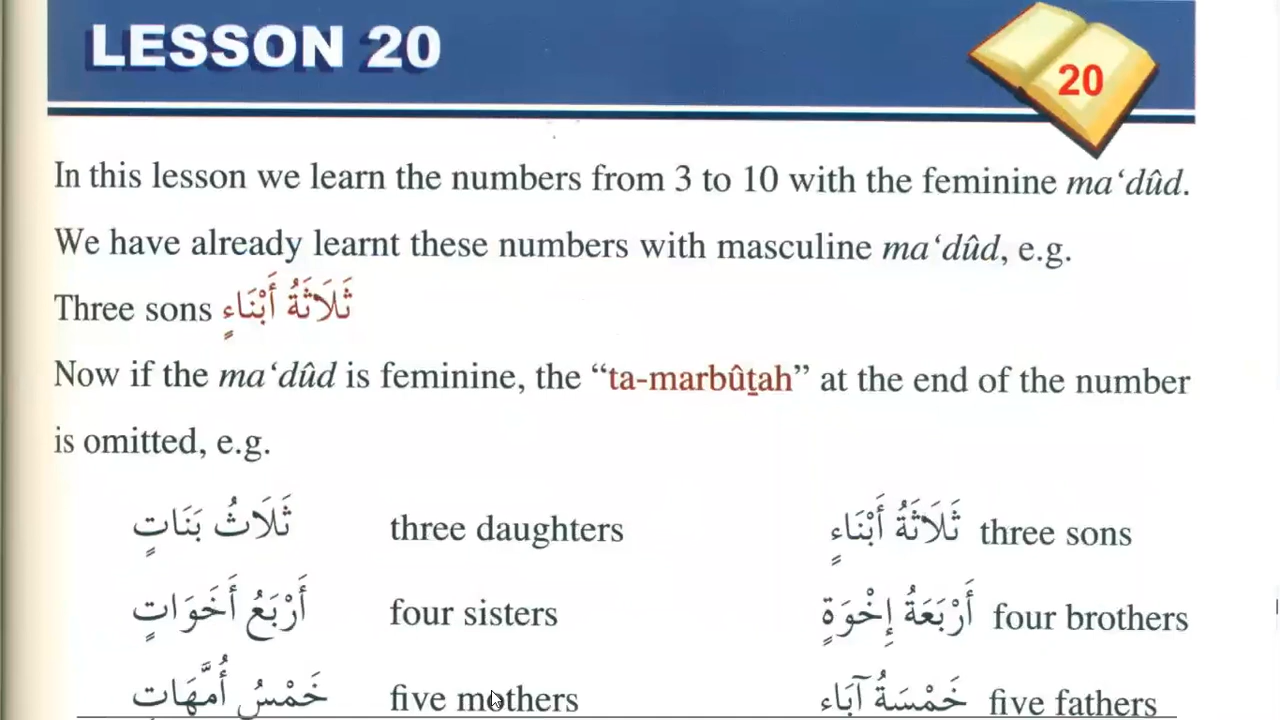 LESSON 20
20
In this lesson we learn the numbers from 3 to 10 with the feminine ma‘dûd.
We have already learnt these numbers with masculine ma‘dûd, e.g.
Three sons ثَلَاثَةُ أَبْنَاءٍ
Now if the ma‘dûd is feminine, the “ta-marbûṯah” at the end of the number
is omitted, e.g.
ثَلَاثُ بَنَاتٍ three daughters ثَلَاثَةُ أَبْنَاءٍ three sons
أَرْبَعُ أَخَوَاتٍ four sisters أَرْبَعَةُ إِخْوَةٍ four brothers
خَمْسُ أُمَّهَاتٍ five mothers خَمْسَةُ آبَاء five fathers